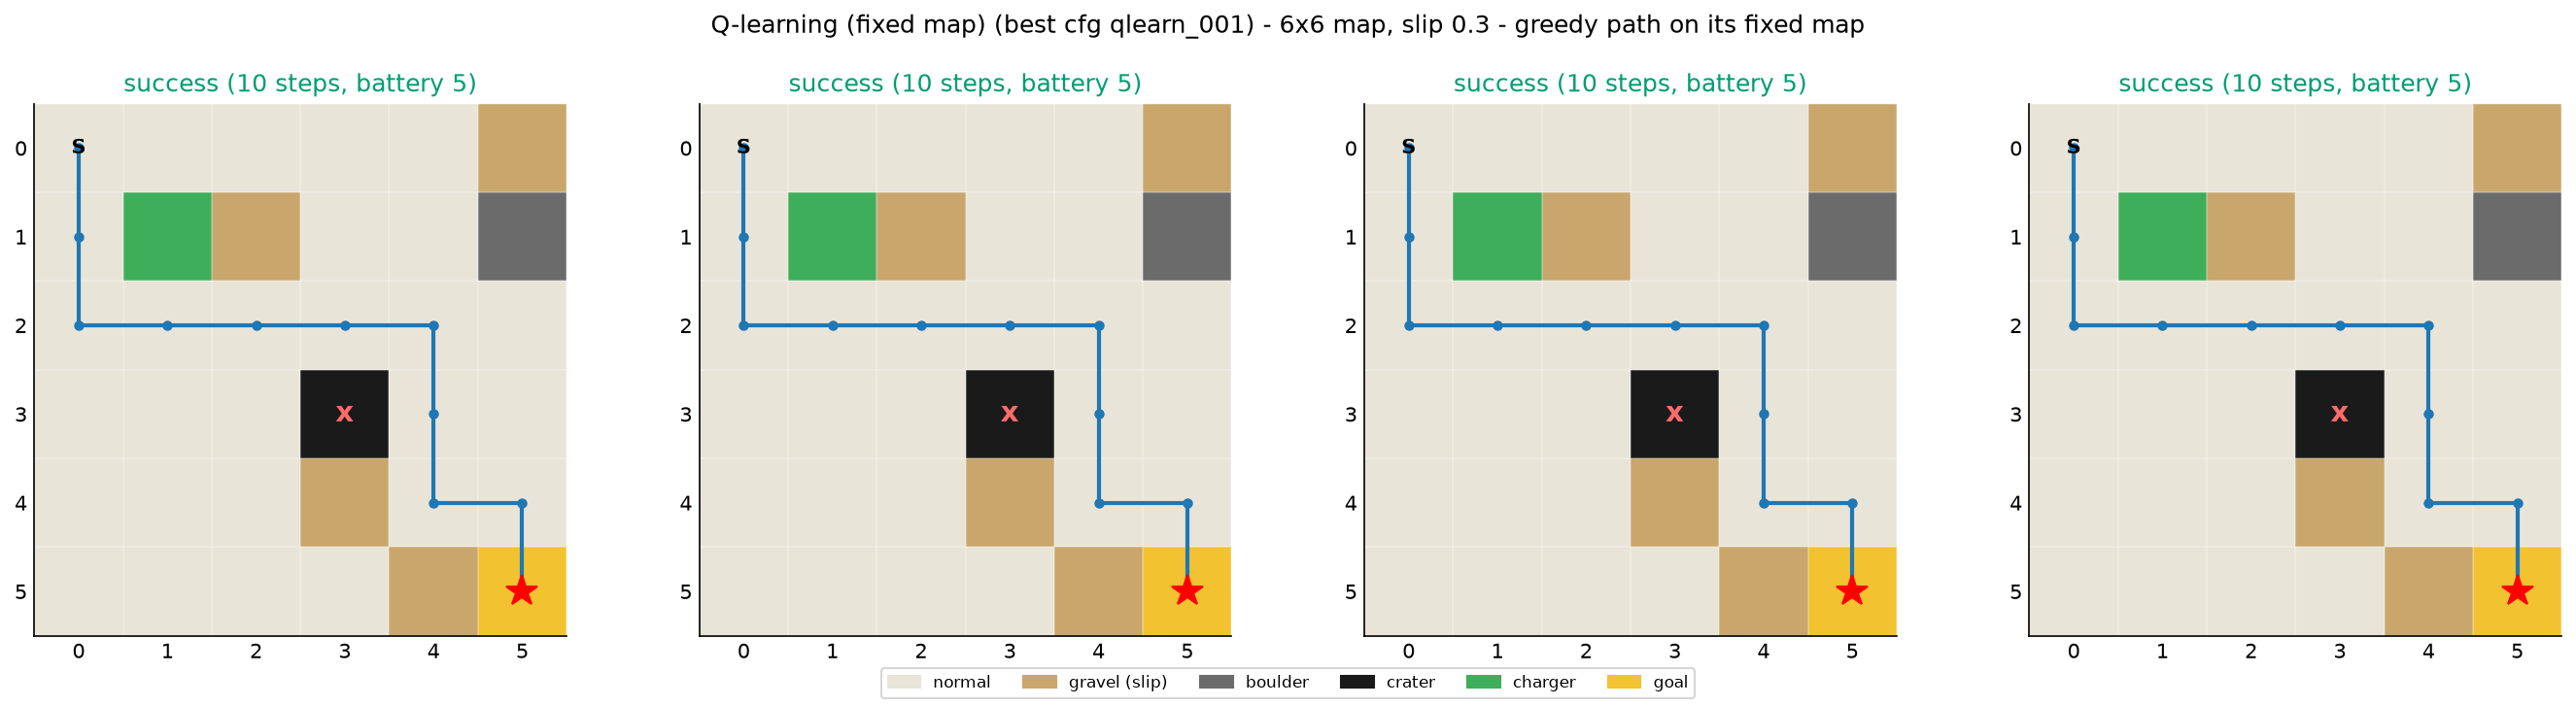 Q-learning (fixed map) (best cfg qlearn_001) - 6x6 map, slip 0.3 - greedy path on its fixed map
success (10 steps, battery 5) success (10 steps, battery 5) success (10 steps, battery 5) success (10 steps, battery 5)
0 S 0 S 0 S 0 S
1 1 1 1
2 2 2 2
3 X 3 X 3 X 3 X
4 4 4 4
5 5 5 5
0 1 2 3 4 5 0 1 2 3 4 5 0 1 2 3 4 5 0 1 2 3 4 5
normal gravel (slip) boulder crater charger goal